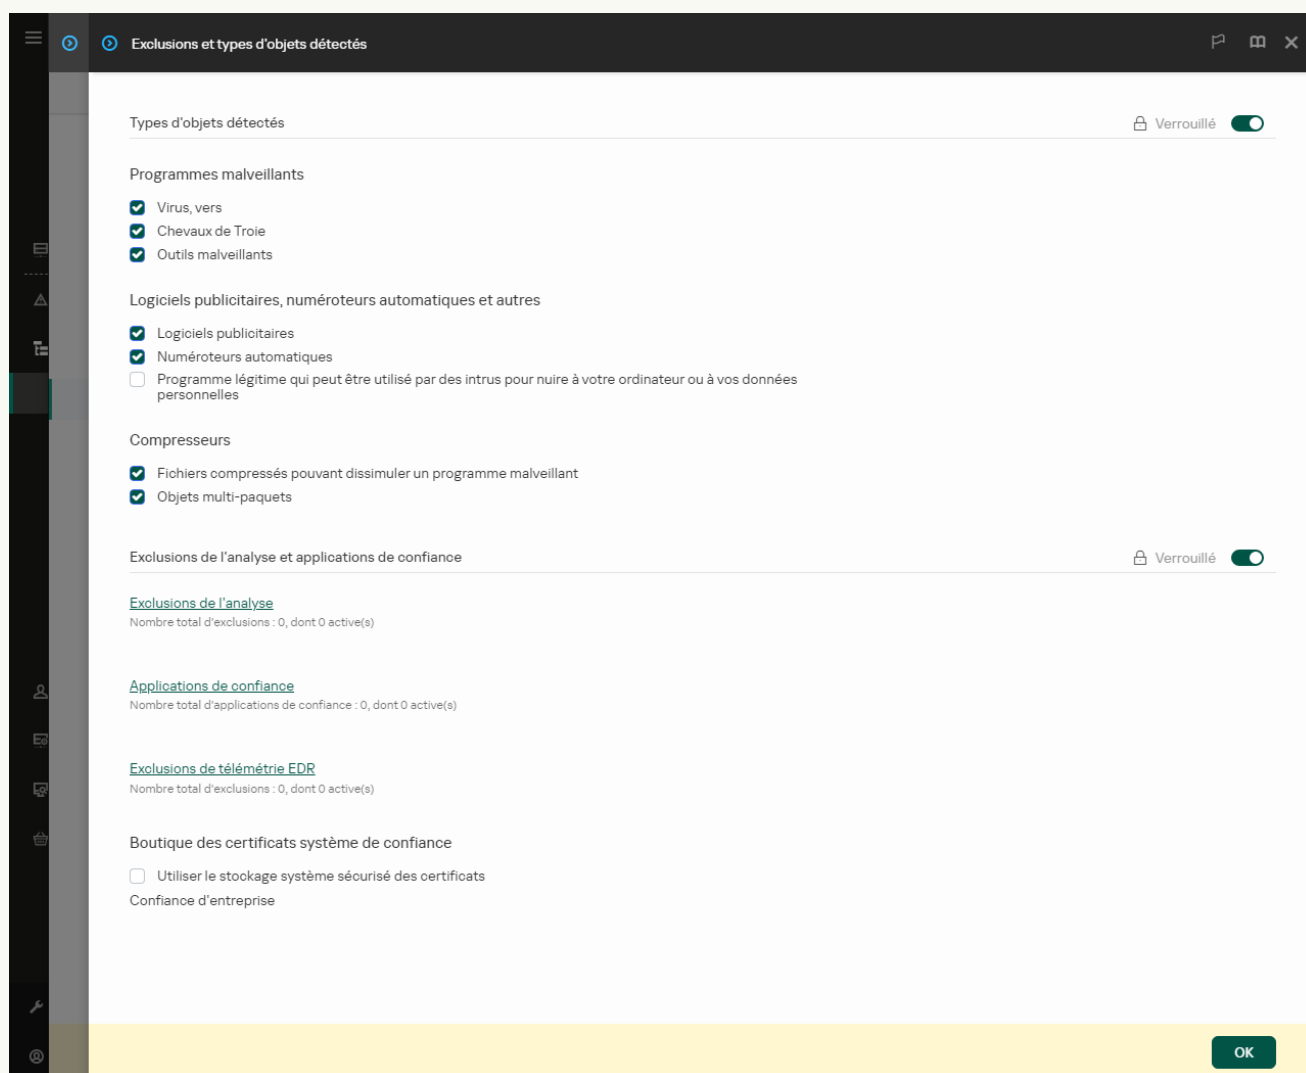 Exclusions et types d'objets détectés
Types d'objets détectés
Verrouillé
Programmes malveillants
Virus, vers
Chevaux de Troie
Outils malveillants
Logiciels publicitaires, numéroteurs automatiques et autres
Logiciels publicitaires
Numéroteurs automatiques
Programme légitime qui peut être utilisé par des intrus pour nuire à votre ordinateur ou à vos données
personnelles
Compresseurs
Fichiers compressés pouvant dissimuler un programme malveillant
Objets multi-paquets
Exclusions de l'analyse et applications de confiance
Verrouillé
Exclusions de l'analyse
Nombre total d'exclusions : 0, dont 0 active(s)
Applications de confiance
Nombre total d'applications de confiance : 0, dont 0 active(s)
Exclusions de télémétrie EDR
Nombre total d'exclusions : 0, dont 0 active(s)
Boutique des certificats système de confiance
Utiliser le stockage système sécurisé des certificats
Confiance d'entreprise
OK